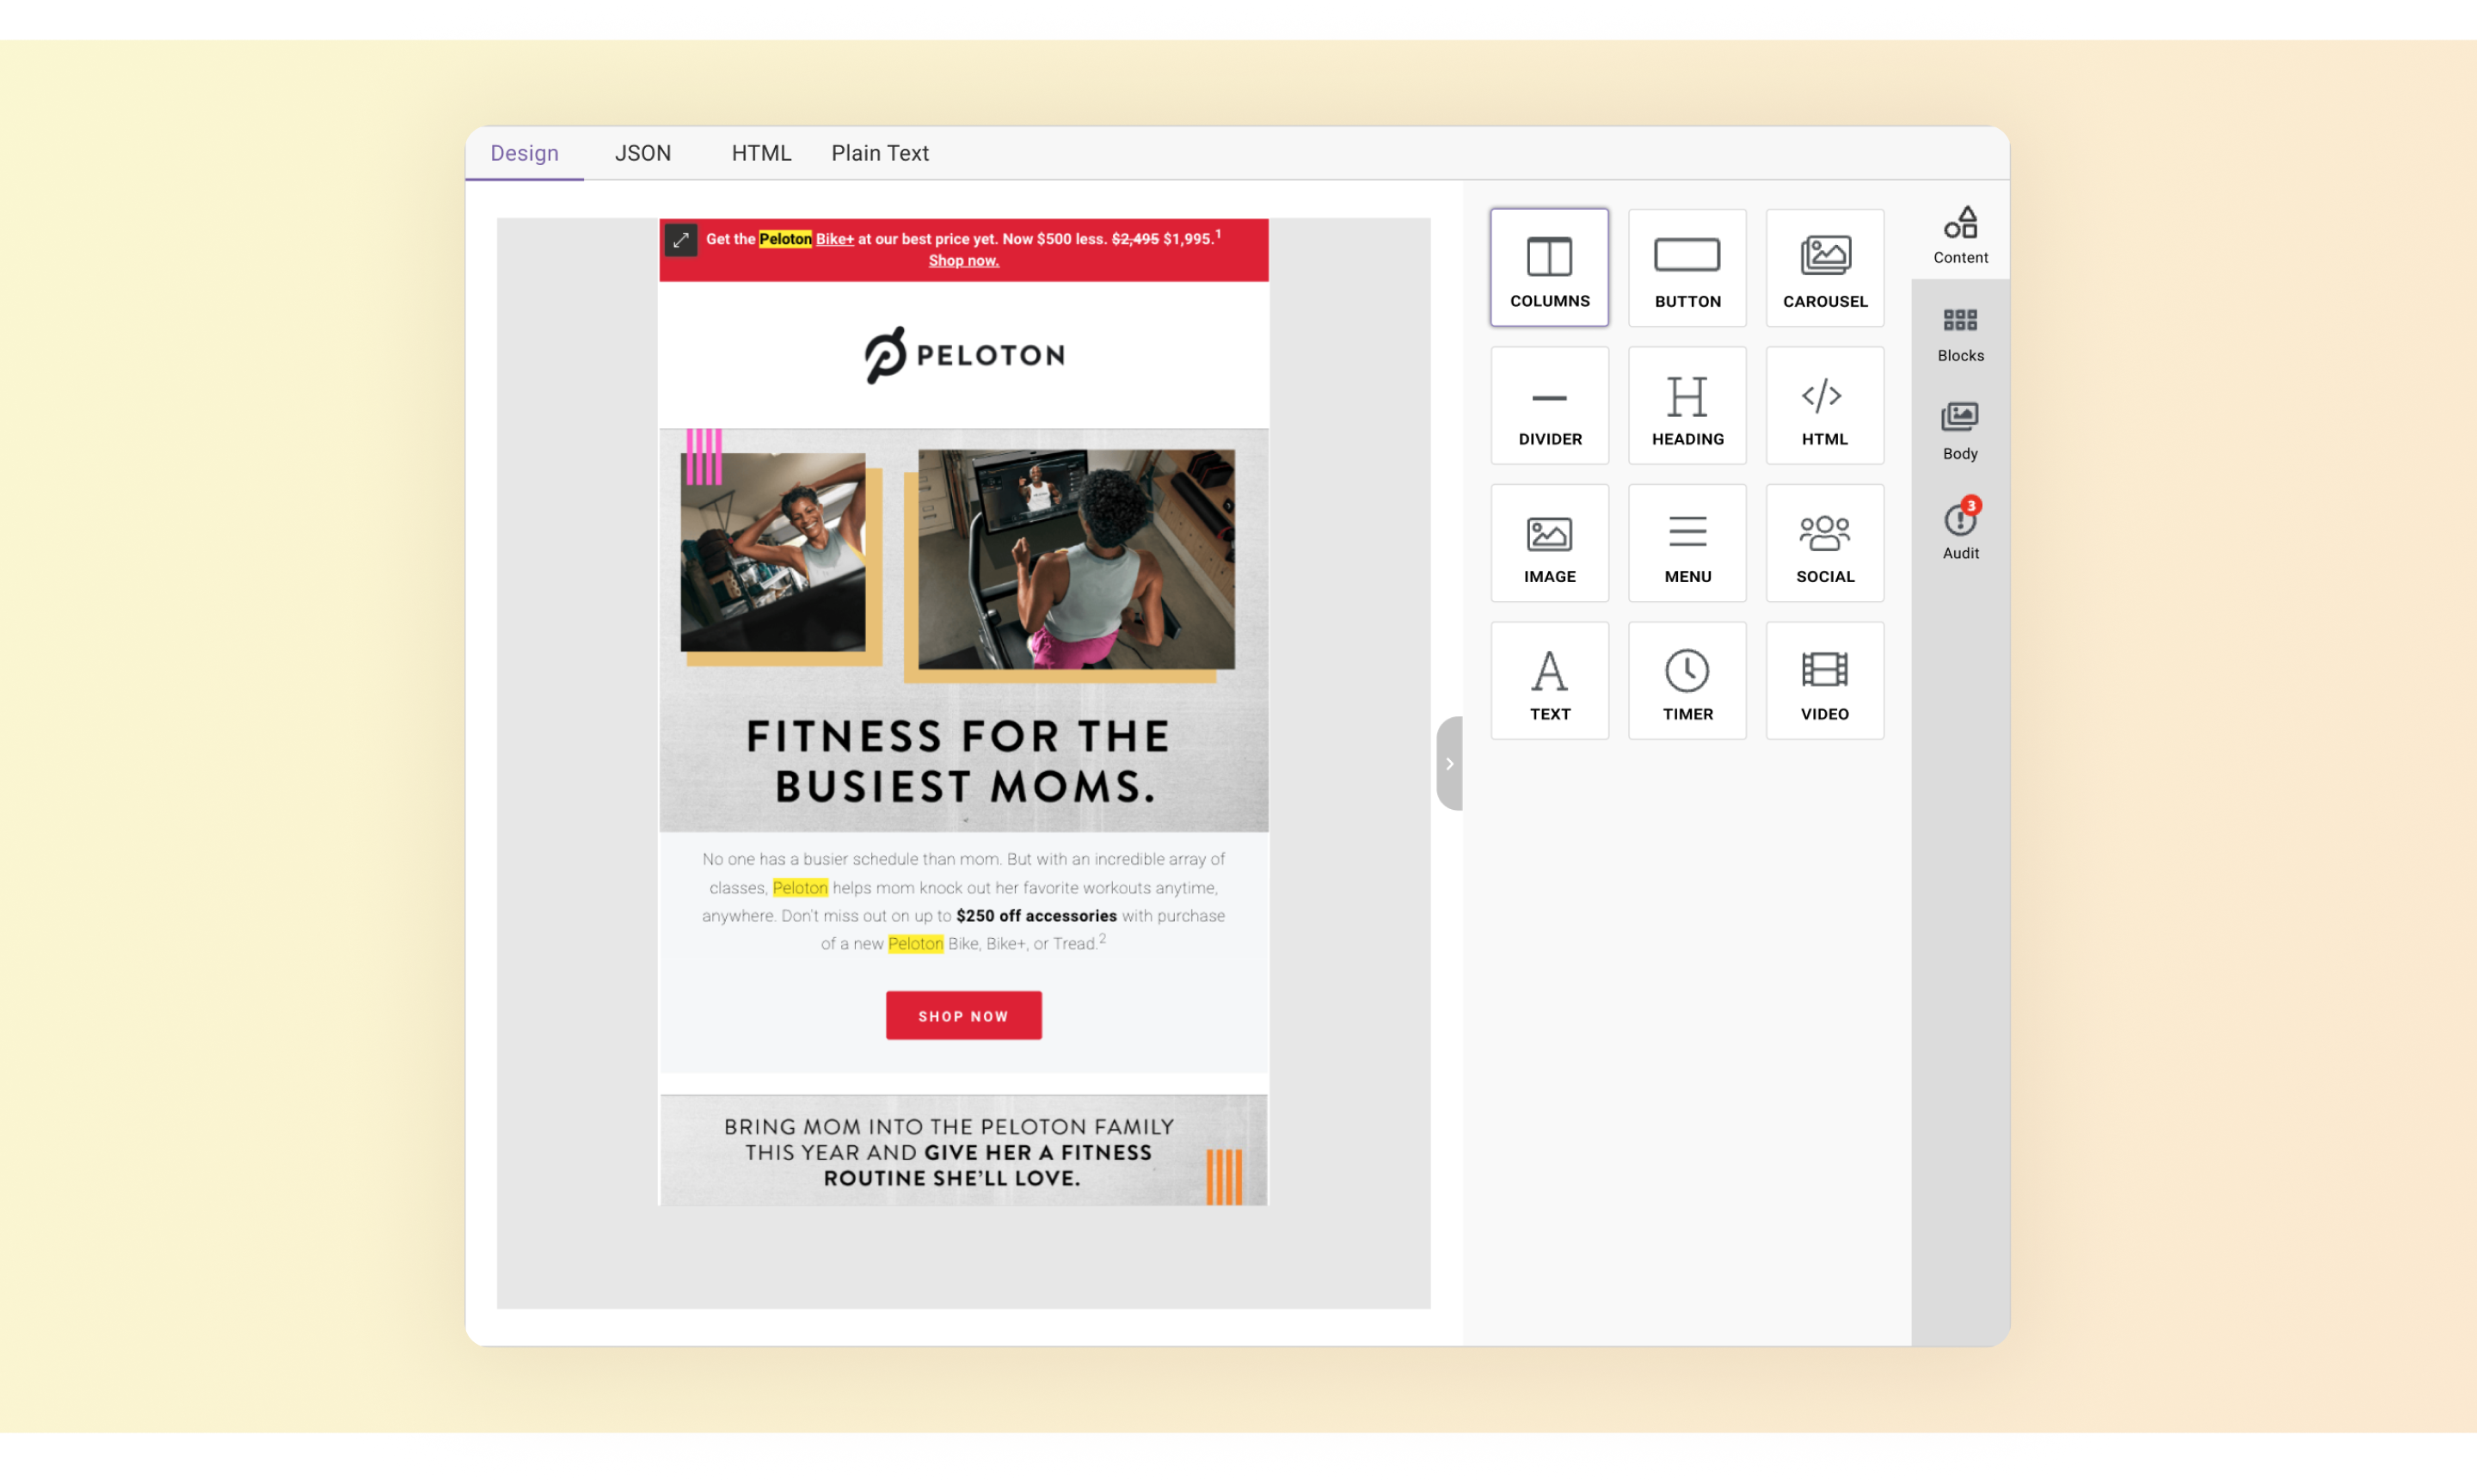 Design JSON HTML Plain Text
Get the Peloton Bike+ at our best price yet. Now $500 less. $2,495 $1,995.1
Shop now.
PELOTON
FITNESS FOR THE
BUSIEST MOMS.
No one has a busier schedule than mom. But with an incredible array of
classes, Peloton helps mom knock out her favorite workouts anytime,
anywhere. Don't miss out on up to $250 off accessories with purchase
of a new Peloton Bike, Bike+, or Tread.2
SHOP NOW
BRING MOM INTO THE PELOTON FAMILY
THIS YEAR AND GIVE HER A FITNESS
ROUTINE SHE'LL LOVE.
COLUMNS BUTTON CAROUSEL
DIVIDER HEADING HTML
IMAGE MENU SOCIAL
TEXT TIMER VIDEO
Content
Blocks
Body
3
Audit